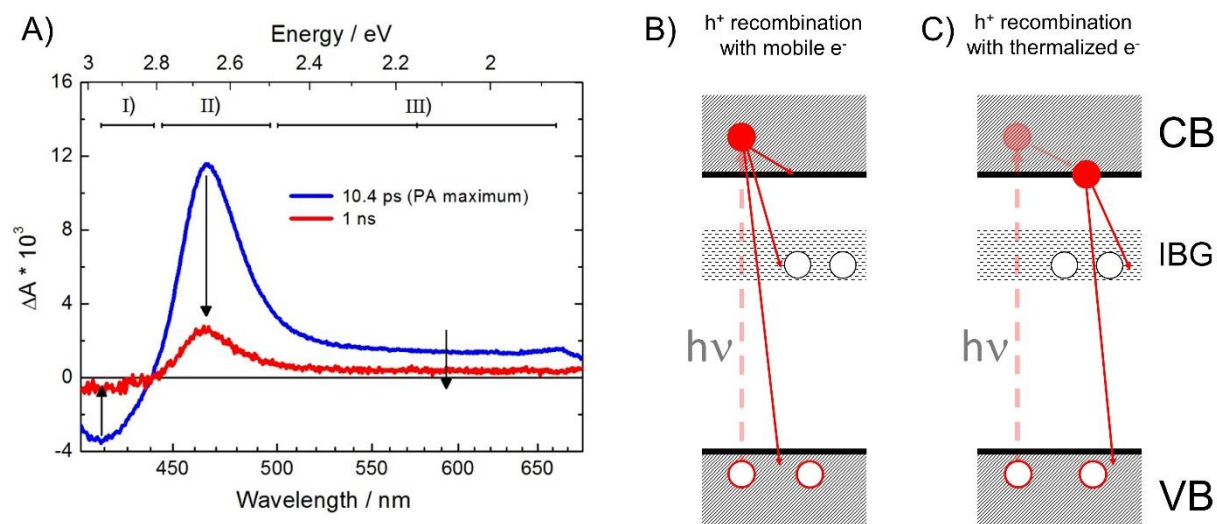 A)
Energy / eV
3 2.8 2.6 2.4 2.2 2
16
12
8
4
0
-4
ΔA * 10³
I) II) III)
10.4 ps (PA maximum)
1 ns
450 500 550 600 650
Wavelength / nm
B)
h⁺ recombination
with mobile e⁻
hν
C)
h⁺ recombination
with thermalized e⁻
hν
CB
IBG
VB